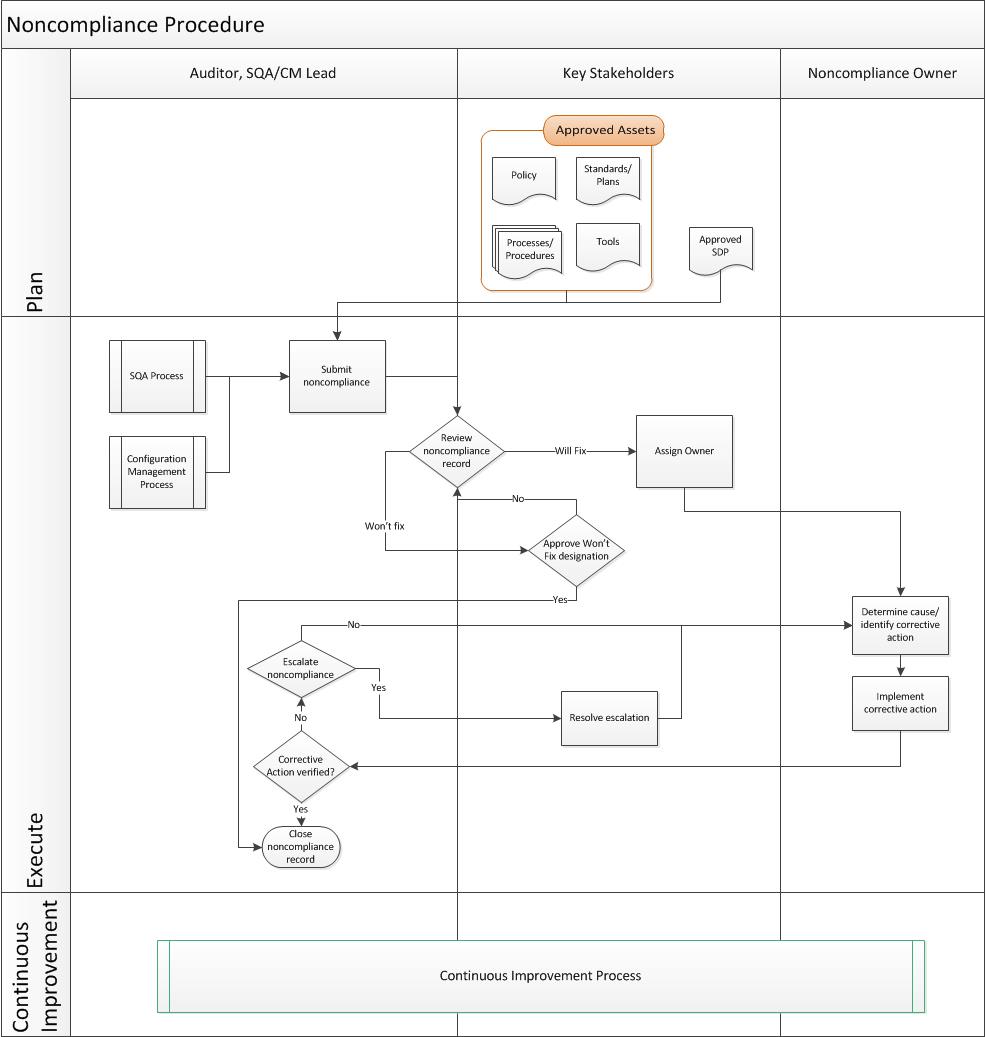 Noncompliance Procedure
Auditor, SQA/CM Lead
Key Stakeholders
Noncompliance Owner
Plan
Approved Assets
Policy
Standards/
Plans
Processes/
Procedures
Tools
Approved
SDP
Execute
SQA Process
Submit
noncompliance
Configuration
Management
Process
Review
noncompliance
record
Will Fix
Assign Owner
No
Won't fix
Approve Won't
Fix designation
Yes
Determine cause/
identify corrective
action
No
Escalate
noncompliance
Yes
Resolve escalation
Implement
corrective action
No
Corrective
Action verified?
Yes
Close
noncompliance
record
Continuous
Improvement
Continuous Improvement Process